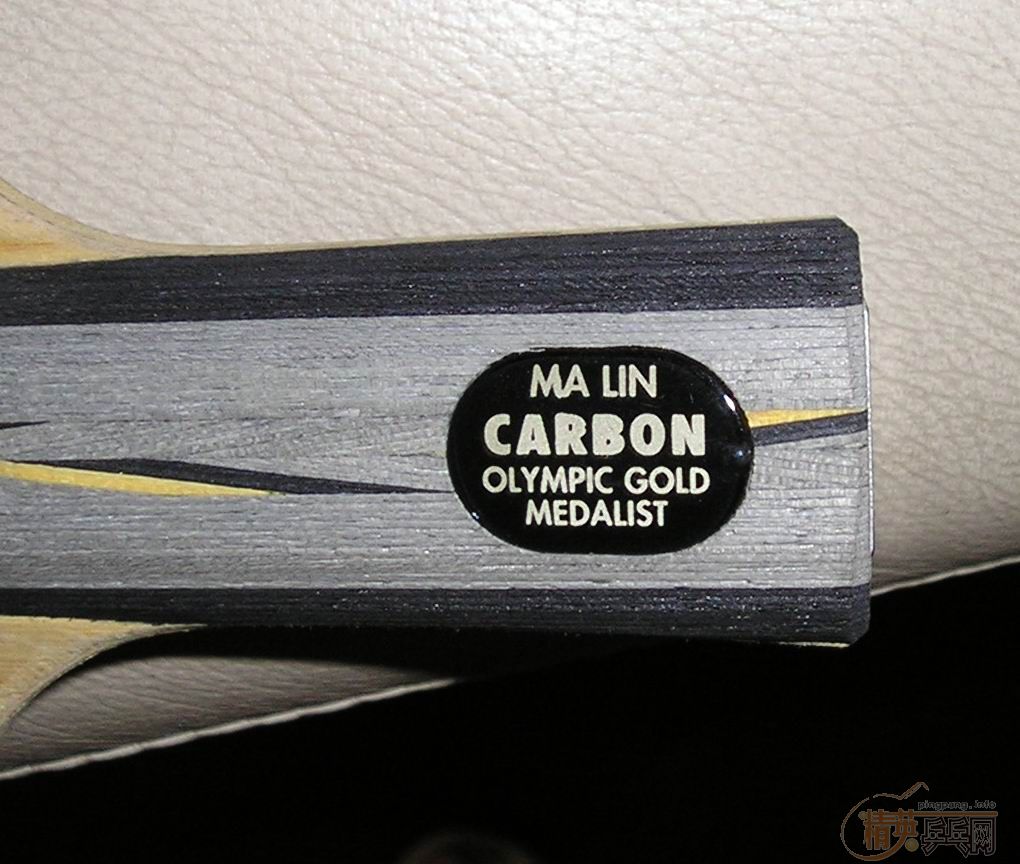 MA LIN
CARBON
OLYMPIC GOLD
MEDALIST
pingpang.info
精英乒乓网